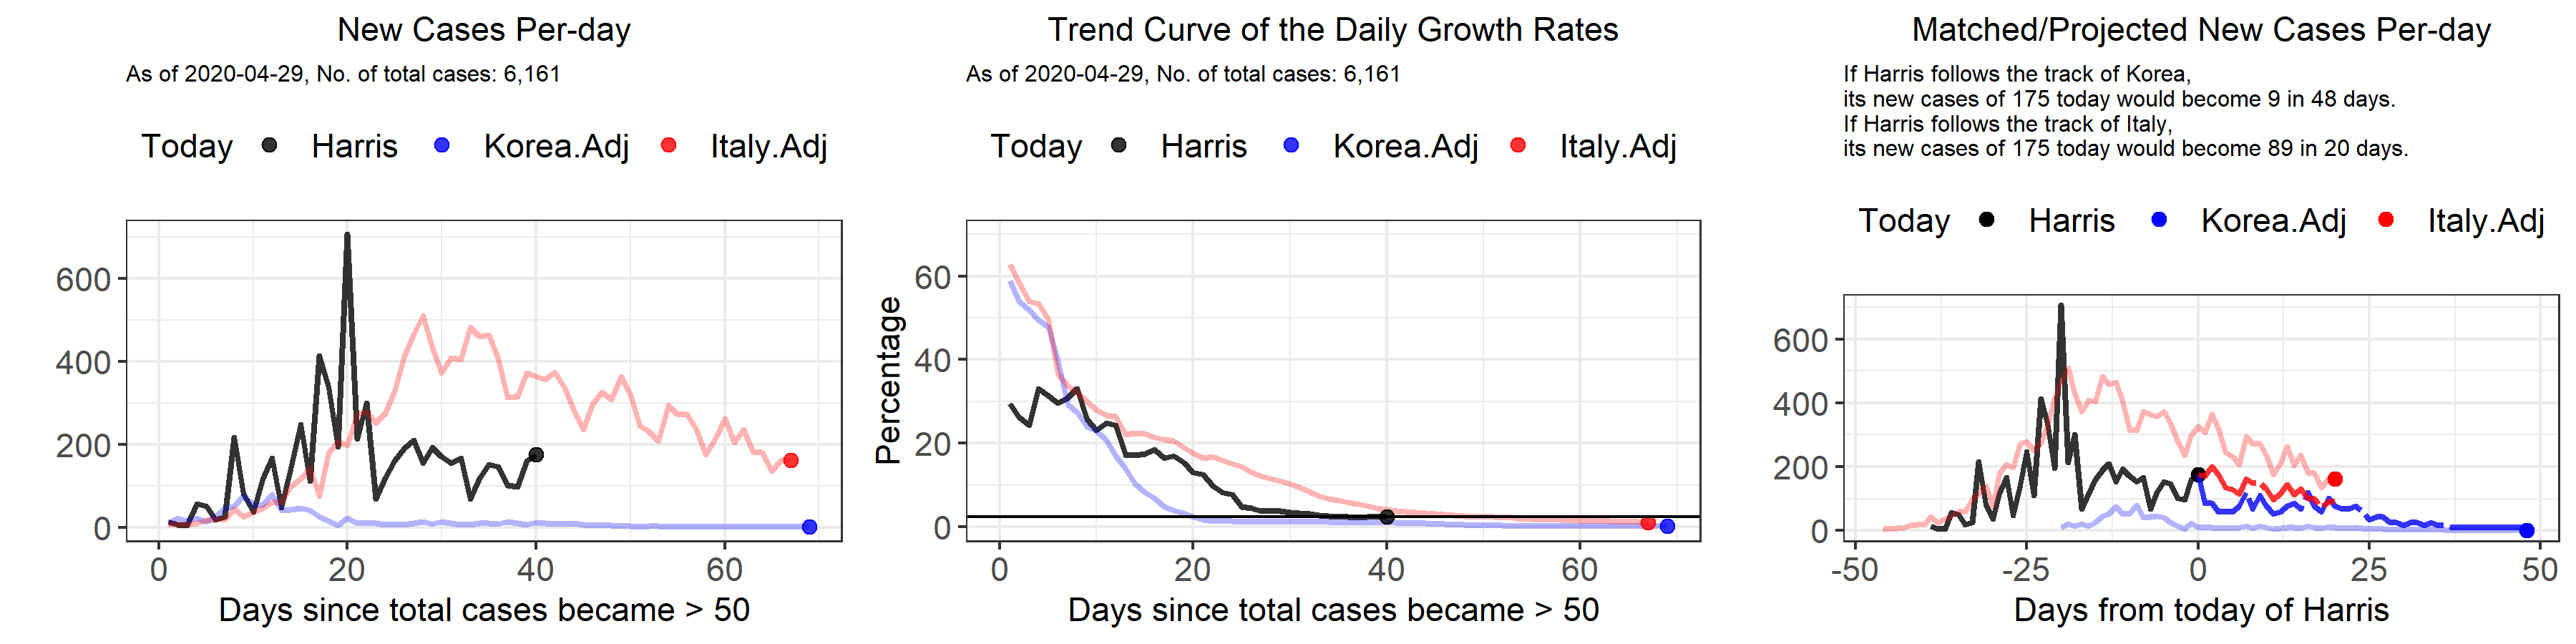 New Cases Per-day
As of 2020-04-29, No. of total cases: 6,161
Today Harris Korea.Adj Italy.Adj
600
400
200
0
0 20 40 60
Days since total cases became > 50
Trend Curve of the Daily Growth Rates
As of 2020-04-29, No. of total cases: 6,161
Today Harris Korea.Adj Italy.Adj
Percentage
60
40
20
0
0 20 40 60
Days since total cases became > 50
Matched/Projected New Cases Per-day
If Harris follows the track of Korea,
its new cases of 175 today would become 9 in 48 days.
If Harris follows the track of Italy,
its new cases of 175 today would become 89 in 20 days.
Today Harris Korea.Adj Italy.Adj
600
400
200
0
-50 -25 0 25 50
Days from today of Harris